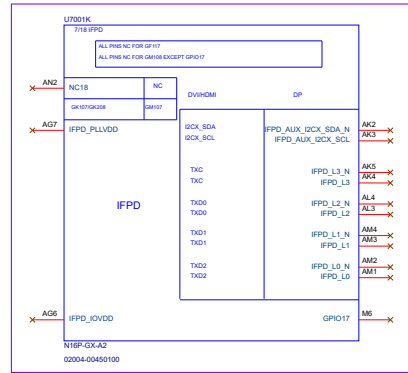 U7001K
7/18 IFPD
ALL PINS NC FOR GF117
ALL PINS NC FOR GM108 EXCEPT GPIO17
AN2 NC18 NC
DVI/HDMI DP
GK107/GK208 GM107
AG7 IFPD_PLLVDD
I2CX_SDA IFPD_AUX_I2CX_SDA_N AK2
I2CX_SCL IFPD_AUX_I2CX_SCL AK3
TXC IFPD_L3_N AK5
TXC IFPD_L3 AK4
IFPD
TXD0 IFPD_L2_N AL4
TXD0 IFPD_L2 AL3
TXD1 IFPD_L1_N AM4
TXD1 IFPD_L1 AM3
TXD2 IFPD_L0_N AM2
TXD2 IFPD_L0 AM1
AG6 IFPD_IOVDD GPIO17 M6
N16P-GX-A2
02004-00450100